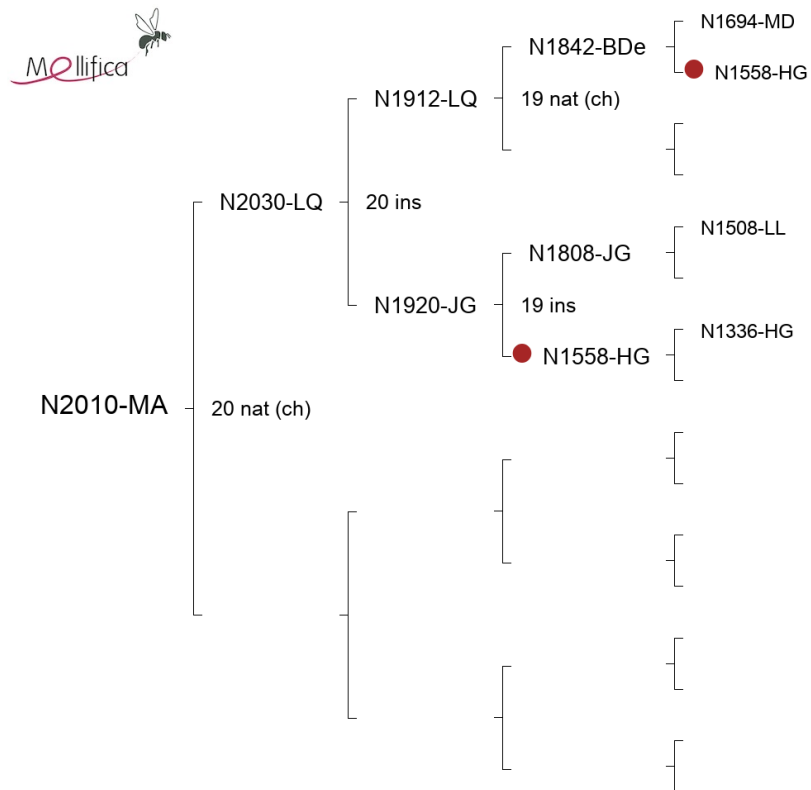 Mellifica
N1694-MD
N1842-BDe
N1558-HG
N1912-LQ
19 nat (ch)
N2030-LQ
20 ins
N1508-LL
N1808-JG
N1920-JG
19 ins
N1336-HG
N1558-HG
N2010-MA
20 nat (ch)